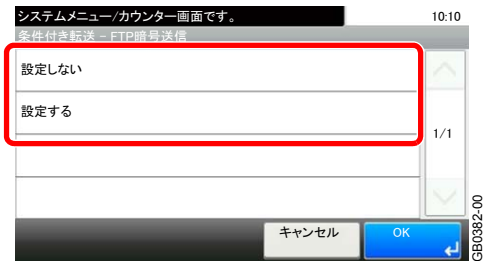 システムメニュー/カウンター画面です。 10:10
条件付き転送 - FTP暗号送信
設定しない
設定する
1/1
キャンセル OK
GB0382-00